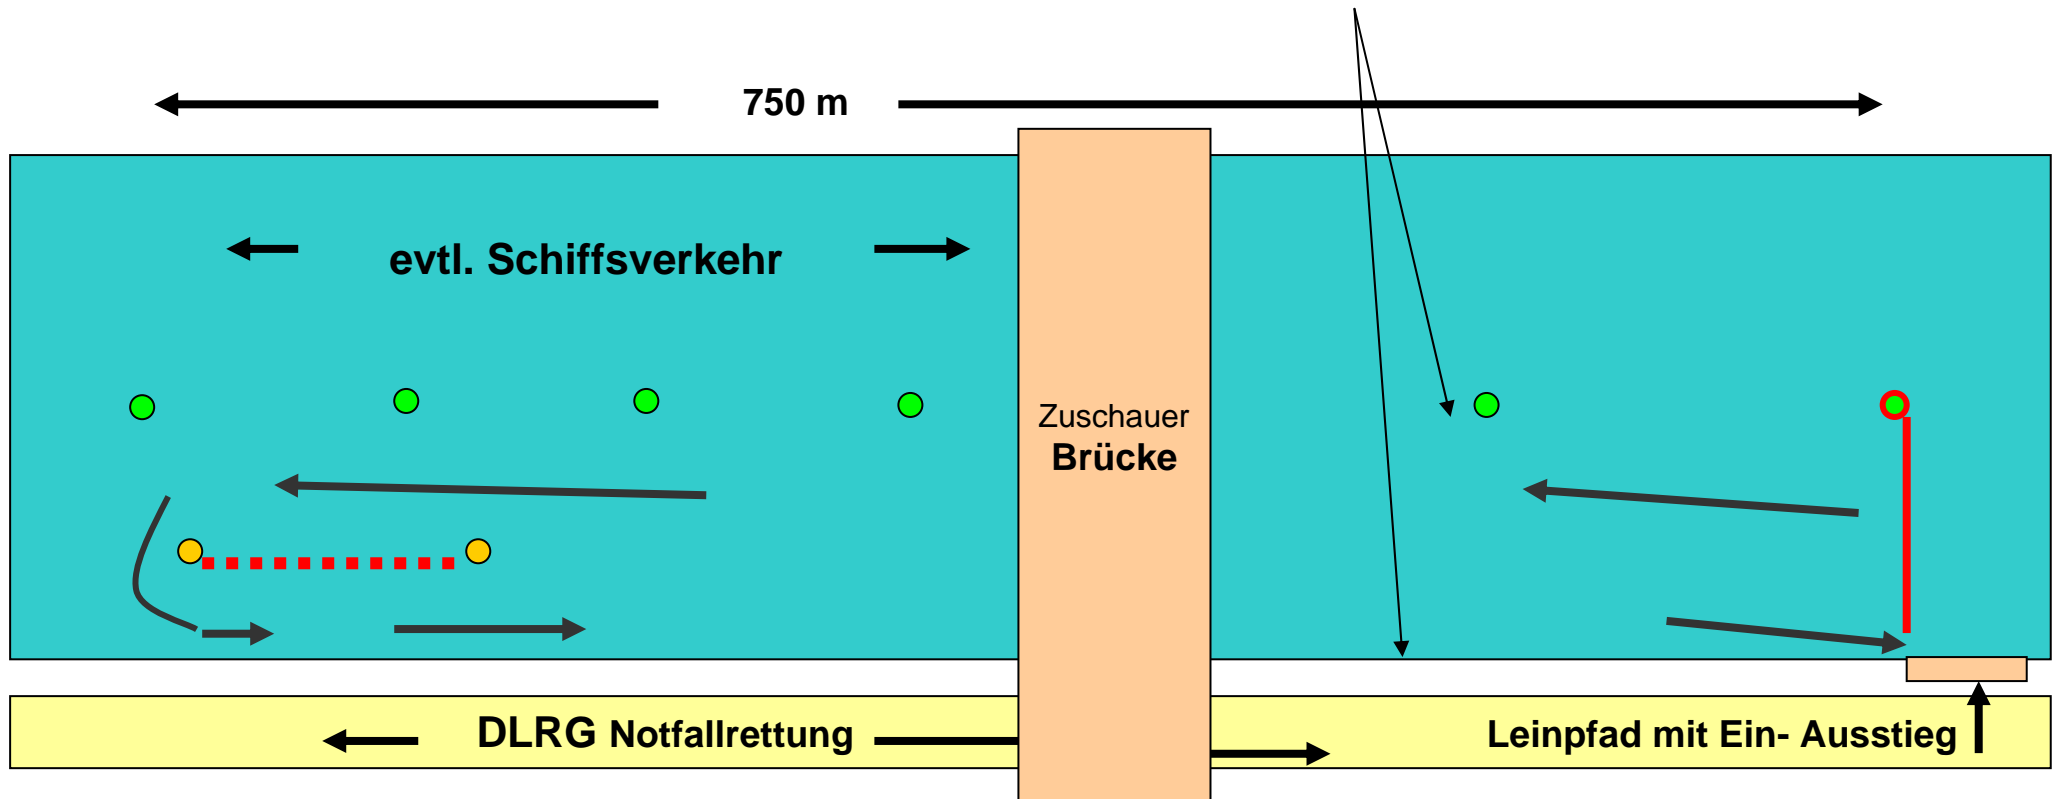 750 m
evtl. Schiffsverkehr
Zuschauer
Brücke
DLRG Notfallrettung
Leinpfad mit Ein- Ausstieg